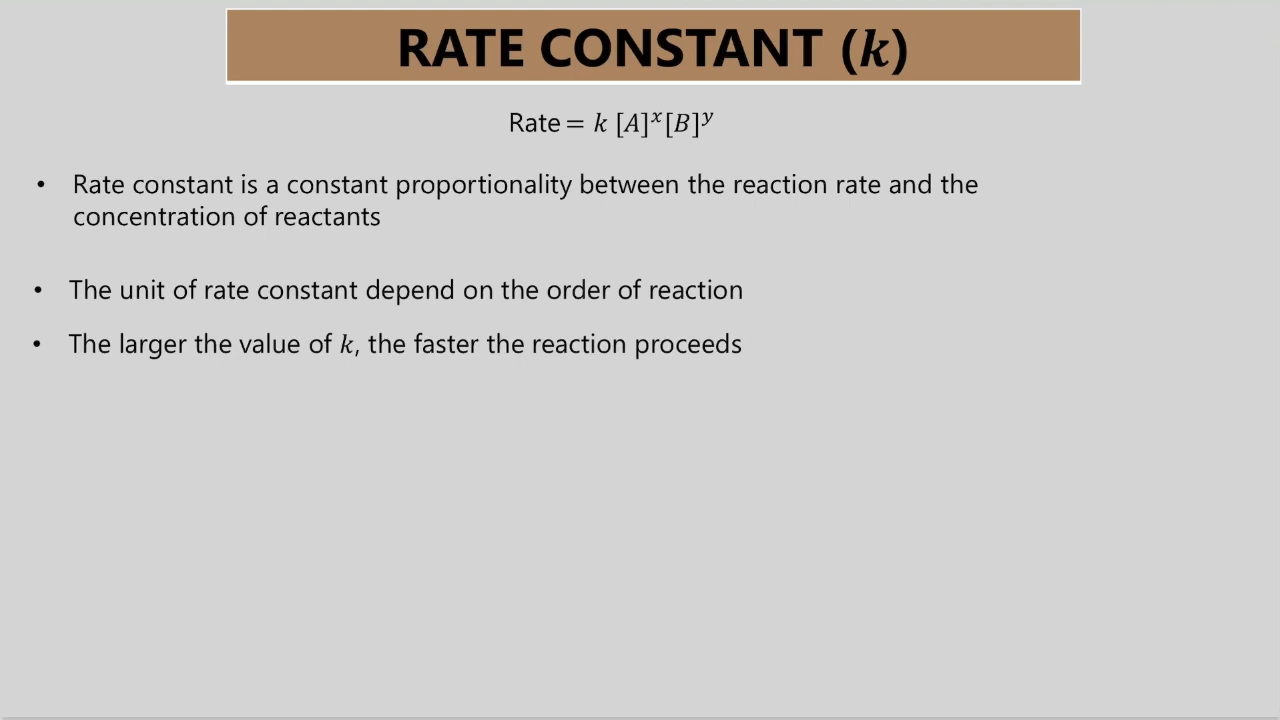 RATE CONSTANT (k)
Rate = k [A]^x[B]^y
• Rate constant is a constant proportionality between the reaction rate and the
concentration of reactants
• The unit of rate constant depend on the order of reaction
• The larger the value of k, the faster the reaction proceeds